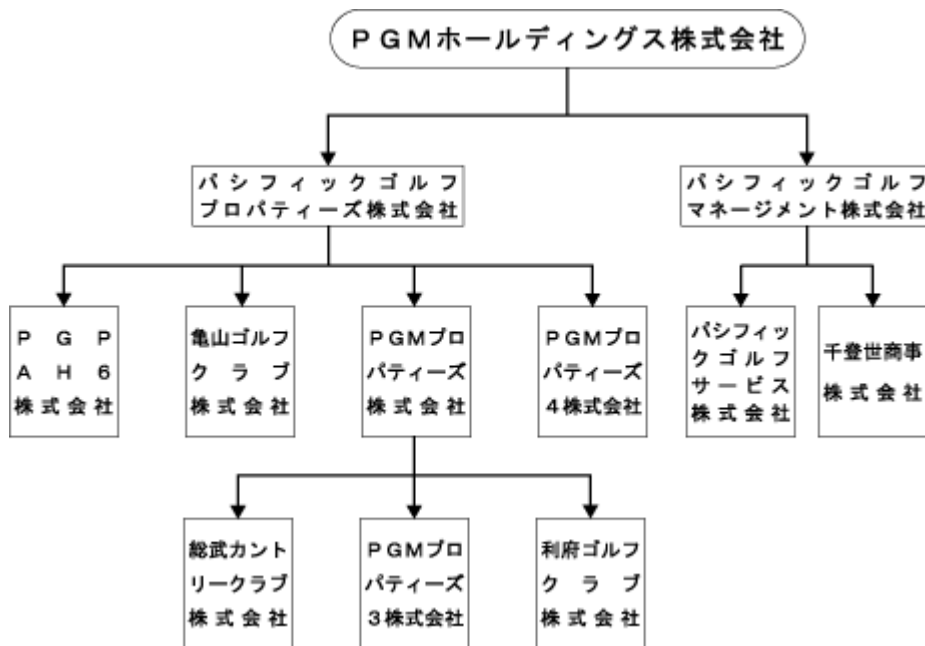 ＰＧＭホールディングス株式会社
パシフィックゴルフ
プロパティーズ株式会社
パシフィックゴルフ
マネージメント株式会社
ＰＧＰ
ＡＨ６
株式会社
亀山ゴルフ
クラブ
株式会社
ＰＧＭプロ
パティーズ
株式会社
ＰＧＭプロ
パティーズ
４株式会社
パシフィッ
クゴルフ
サービス
株式会社
千登世商事
株式会社
総武カント
リークラブ
株式会社
ＰＧＭプロ
パティーズ
３株式会社
利府ゴルフ
クラブ
株式会社